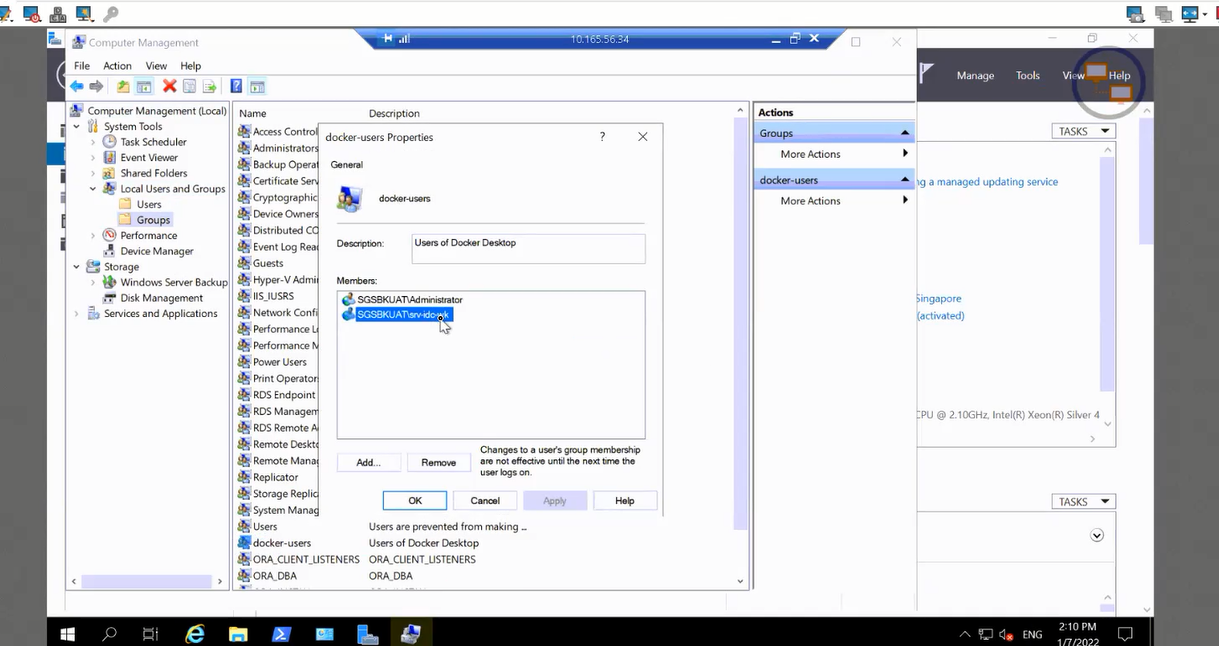 Computer Management
10.165.56.34
File Action View Help
Manage Tools View Help
Computer Management (Local)
System Tools
Task Scheduler
Event Viewer
Shared Folders
Local Users and Groups
Users
Groups
Performance
Device Manager
Storage
Windows Server Backup
Disk Management
Services and Applications
Name Description
Access Control
Administrators
Backup Operat
Certificate Serv
Cryptographic
Device Owners
Distributed CO
Event Log Read
Guests
Hyper-V Admin
IIS_IUSRS
Network Confi
Performance L
Performance M
Power Users
Print Operators
RDS Endpoint
RDS Managem
RDS Remote A
Remote Deskto
Remote Manag
Replicator
Storage Replic
System Manag
Users Users are prevented from making ...
docker-users Users of Docker Desktop
ORA_CLIENT_LISTENERS ORA_CLIENT_LISTENERS
ORA_DBA ORA_DBA
docker-users Properties
?
General
docker-users
Description: Users of Docker Desktop
Members:
SGSBKUAT\Administrator
Add... Remove
Changes to a user's group membership
are not effective until the next time the
user logs on.
OK Cancel Apply Help
Actions
Groups
More Actions
docker-users
More Actions
TASKS
ng a managed updating service
Singapore
(activated)
CPU @ 2.10GHz, Intel(R) Xeon(R) Silver 4
TASKS
ENG
2:10 PM
1/7/2022